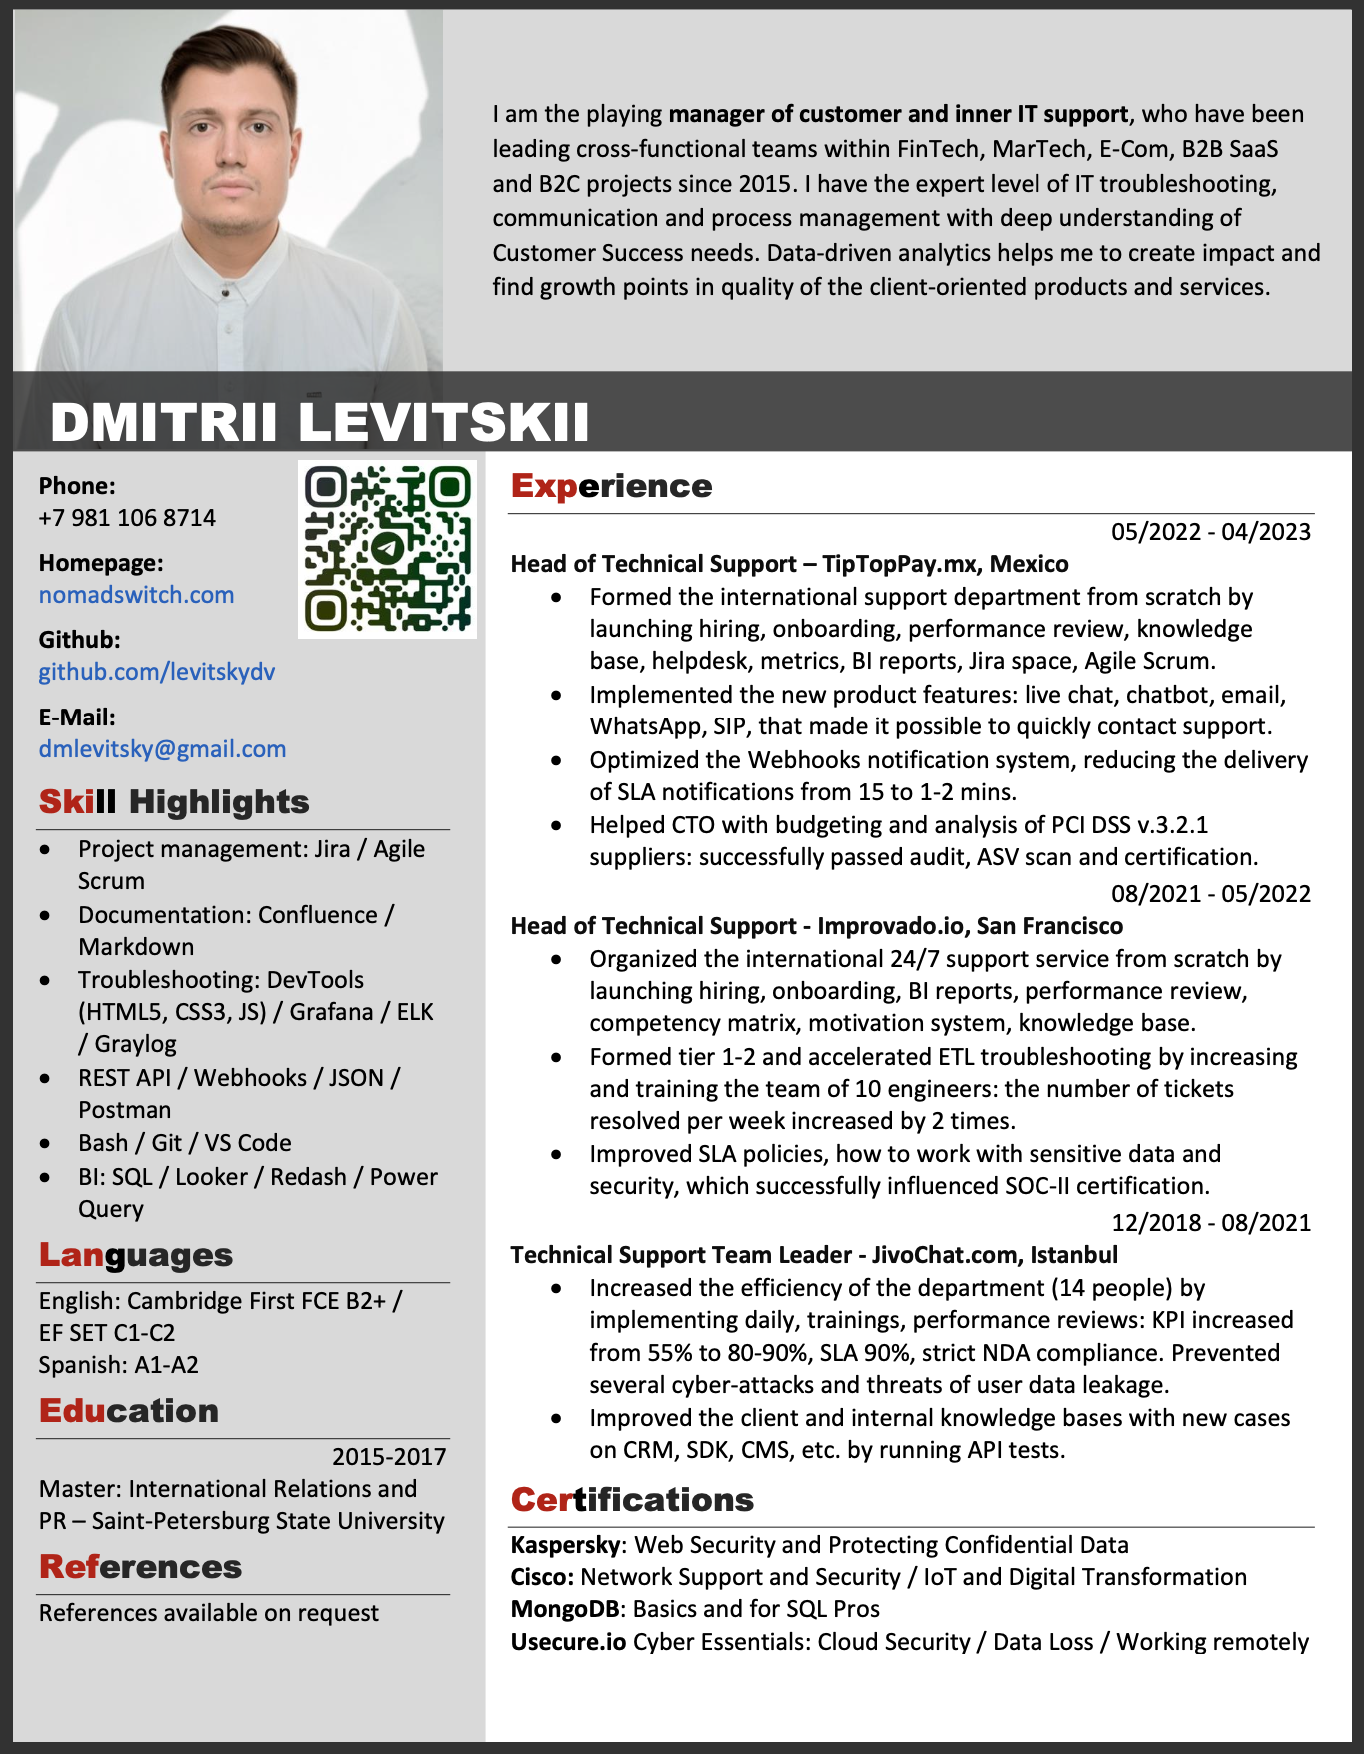 I am the playing manager of customer and inner IT support, who have been
leading cross-functional teams within FinTech, MarTech, E-Com, B2B SaaS
and B2C projects since 2015. I have the expert level of IT troubleshooting,
communication and process management with deep understanding of
Customer Success needs. Data-driven analytics helps me to create impact and
find growth points in quality of the client-oriented products and services.
DMITRII LEVITSKII
Phone:
+7 981 106 8714
Homepage:
nomadswitch.com
Github:
github.com/levitskydv
E-Mail:
dmlevitsky@gmail.com
Skill Highlights
• Project management: Jira / Agile
Scrum
• Documentation: Confluence /
Markdown
• Troubleshooting: DevTools
(HTML5, CSS3, JS) / Grafana / ELK
/ Graylog
• REST API / Webhooks / JSON /
Postman
• Bash / Git / VS Code
• BI: SQL / Looker / Redash / Power
Query
Languages
English: Cambridge First FCE B2+ /
EF SET C1-C2
Spanish: A1-A2
Education
2015-2017
Master: International Relations and
PR – Saint-Petersburg State University
References
References available on request
Experience
05/2022 - 04/2023
Head of Technical Support – TipTopPay.mx, Mexico
• Formed the international support department from scratch by
launching hiring, onboarding, performance review, knowledge
base, helpdesk, metrics, BI reports, Jira space, Agile Scrum.
• Implemented the new product features: live chat, chatbot, email,
WhatsApp, SIP, that made it possible to quickly contact support.
• Optimized the Webhooks notification system, reducing the delivery
of SLA notifications from 15 to 1-2 mins.
• Helped CTO with budgeting and analysis of PCI DSS v.3.2.1
suppliers: successfully passed audit, ASV scan and certification.
08/2021 - 05/2022
Head of Technical Support - Improvado.io, San Francisco
• Organized the international 24/7 support service from scratch by
launching hiring, onboarding, BI reports, performance review,
competency matrix, motivation system, knowledge base.
• Formed tier 1-2 and accelerated ETL troubleshooting by increasing
and training the team of 10 engineers: the number of tickets
resolved per week increased by 2 times.
• Improved SLA policies, how to work with sensitive data and
security, which successfully influenced SOC-II certification.
12/2018 - 08/2021
Technical Support Team Leader - JivoChat.com, Istanbul
• Increased the efficiency of the department (14 people) by
implementing daily, trainings, performance reviews: KPI increased
from 55% to 80-90%, SLA 90%, strict NDA compliance. Prevented
several cyber-attacks and threats of user data leakage.
• Improved the client and internal knowledge bases with new cases
on CRM, SDK, CMS, etc. by running API tests.
Certifications
Kaspersky: Web Security and Protecting Confidential Data
Cisco: Network Support and Security / IoT and Digital Transformation
MongoDB: Basics and for SQL Pros
Usecure.io Cyber Essentials: Cloud Security / Data Loss / Working remotely